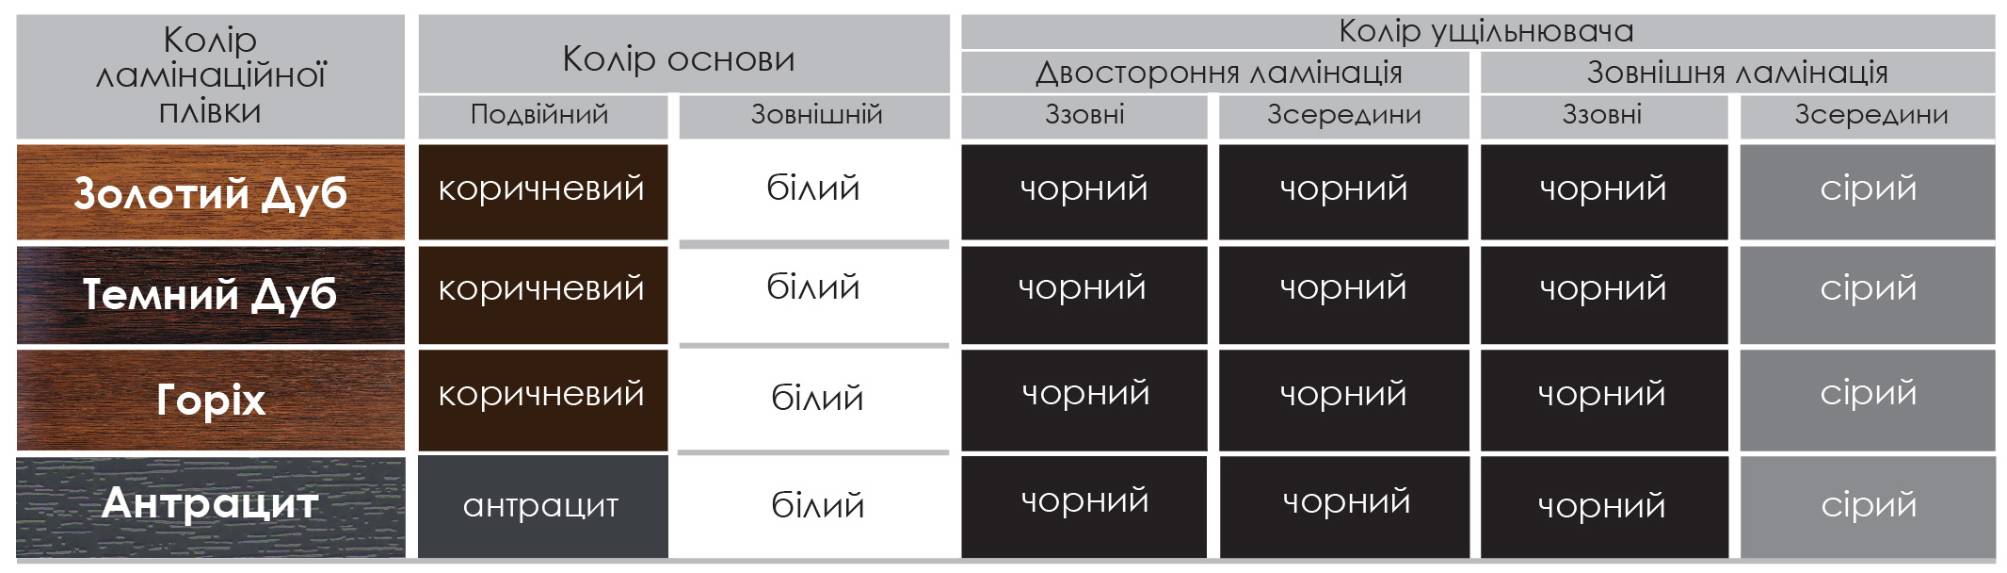 Колір
ламінаційної
плівки
Колір основи
Колір ущільнювача
Двостороння ламінація
Зовнішня ламінація
Подвійний
Зовнішній
Ззовні
Зсередини
Ззовні
Зсередини
Золотий Дуб
коричневий
білий
чорний
чорний
чорний
сірий
Темний Дуб
коричневий
білий
чорний
чорний
чорний
сірий
Горіх
коричневий
білий
чорний
чорний
чорний
сірий
Антрацит
антрацит
білий
чорний
чорний
чорний
сірий